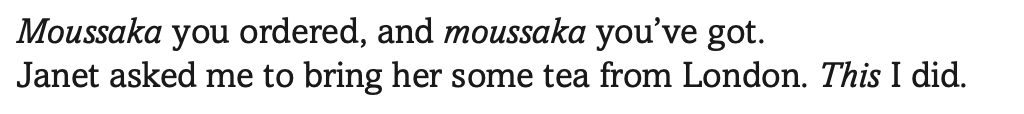 Moussaka you ordered, and moussaka you’ve got.
Janet asked me to bring her some tea from London. This I did.